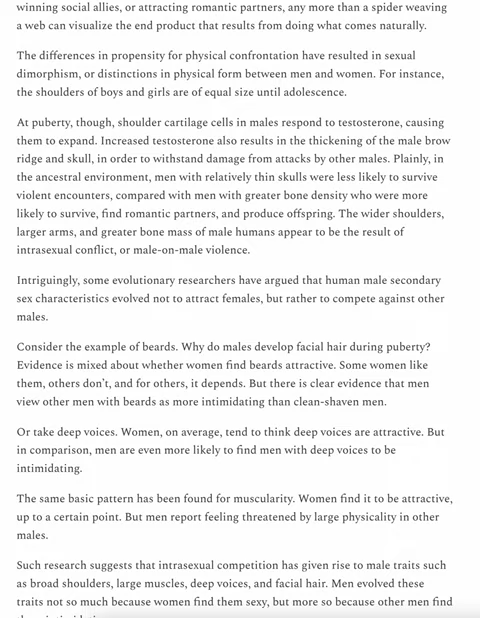 winning social allies, or attracting romantic partners, any more than a spider weaving
a web can visualize the end product that results from doing what comes naturally.
The differences in propensity for physical confrontation have resulted in sexual
dimorphism, or distinctions in physical form between men and women. For instance,
the shoulders of boys and girls are of equal size until adolescence.
At puberty, though, shoulder cartilage cells in males respond to testosterone, causing
them to expand. Increased testosterone also results in the thickening of the male brow
ridge and skull, in order to withstand damage from attacks by other males. Plainly, in
the ancestral environment, men with relatively thin skulls were less likely to survive
violent encounters, compared with men with greater bone density who were more
likely to survive, find romantic partners, and produce offspring. The wider shoulders,
larger arms, and greater bone mass of male humans appear to be the result of
intrasexual conflict, or male-on-male violence.
Intriguingly, some evolutionary researchers have argued that human male secondary
sex characteristics evolved not to attract females, but rather to compete against other
males.
Consider the example of beards. Why do males develop facial hair during puberty?
Evidence is mixed about whether women find beards attractive. Some women like
them, others don't, and for others, it depends. But there is clear evidence that men
view other men with beards as more intimidating than clean-shaven men.
Or take deep voices. Women, on average, tend to think deep voices are attractive. But
in comparison, men are even more likely to find men with deep voices to be
intimidating.
The same basic pattern has been found for muscularity. Women find it to be attractive,
up to a certain point. But men report feeling threatened by large physicality in other
males.
Such research suggests that intrasexual competition has given rise to male traits such
as broad shoulders, large muscles, deep voices, and facial hair. Men evolved these
traits not so much because women find them sexy, but more so because other men find